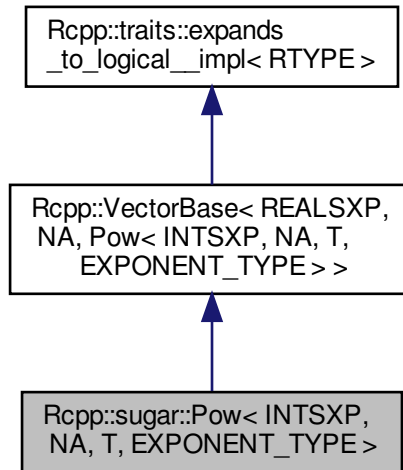 Rcpp::traits::expands
_to_logical__impl< RTYPE >
Rcpp::VectorBase< REALSXP,
NA, Pow< INTSXP, NA, T,
EXPONENT_TYPE > >
Rcpp::sugar::Pow< INTSXP,
NA, T, EXPONENT_TYPE >